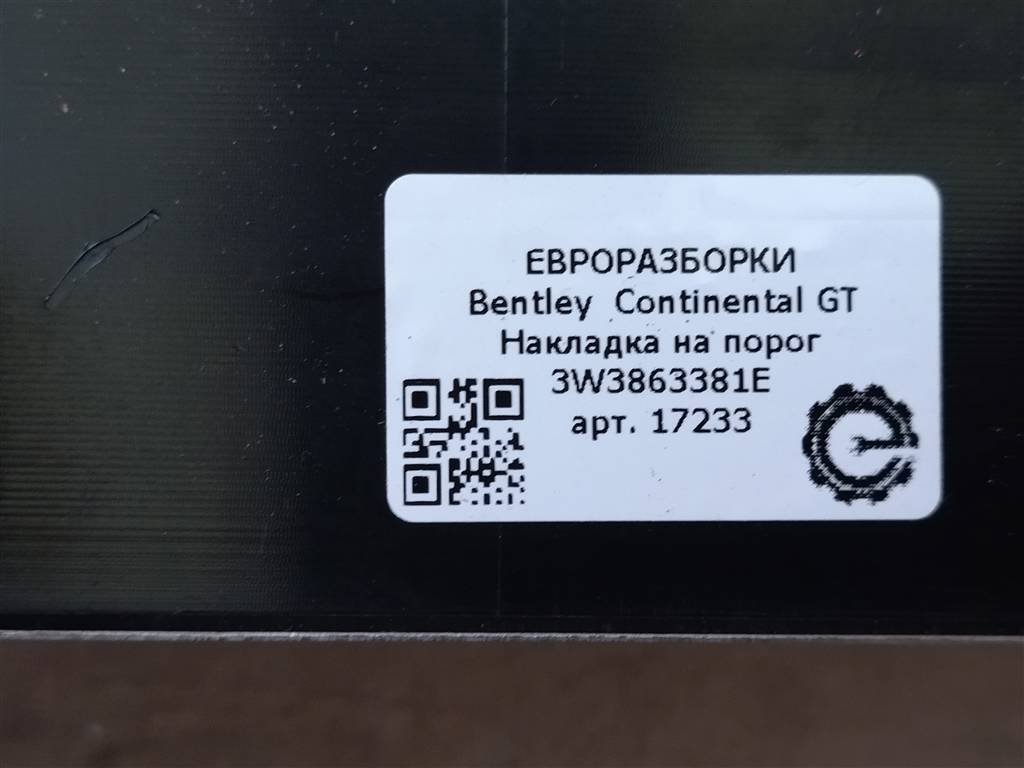 ЕВРОРАЗБОРКИ
Bentley Continental GT
Накладка на порог
3W3863381E
арт. 17233